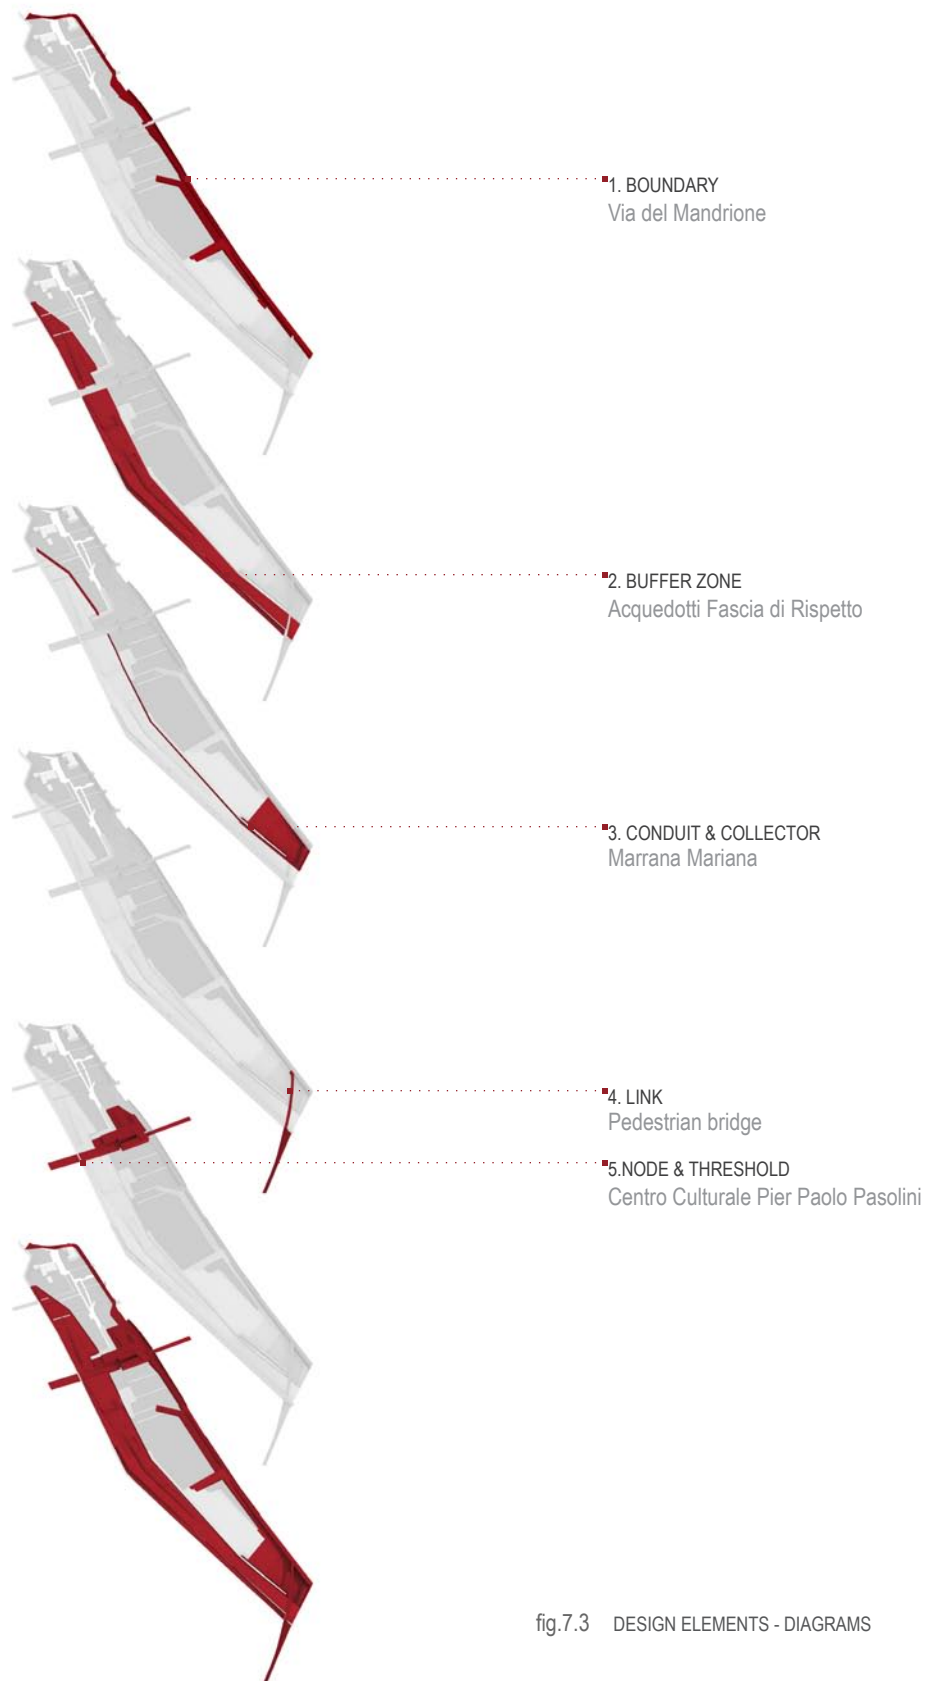 1. BOUNDARY
Via del Mandrione
2. BUFFER ZONE
Acquedotti Fascia di Rispetto
3. CONDUIT & COLLECTOR
Marrana Mariana
4. LINK
Pedestrian bridge
5.NODE & THRESHOLD
Centro Culturale Pier Paolo Pasolini
fig.7.3 DESIGN ELEMENTS - DIAGRAMS